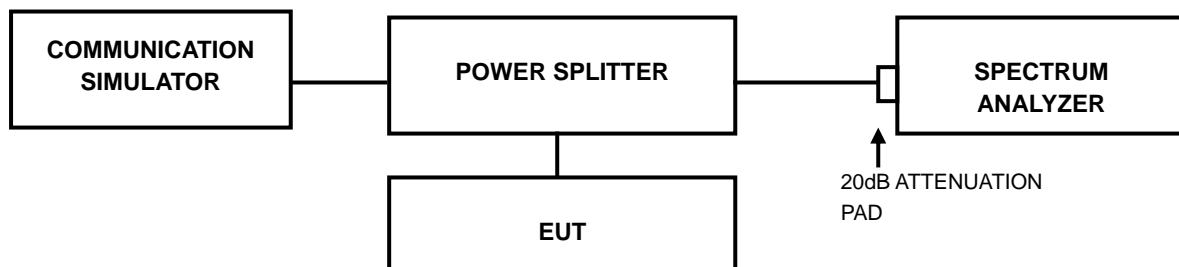 COMMUNICATION
SIMULATOR
POWER SPLITTER
SPECTRUM
ANALYZER
20dB ATTENUATION
PAD
EUT